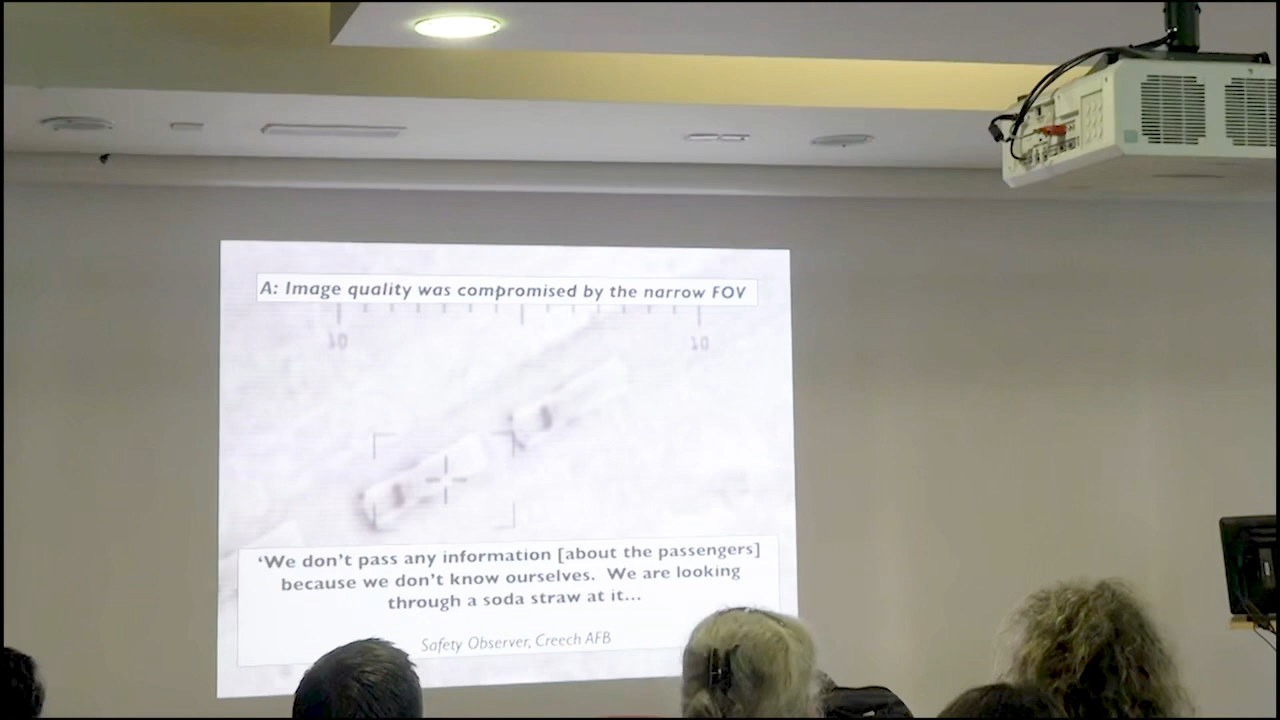 A: Image quality was compromised by the narrow FOV
10 10
‘We don’t pass any information [about the passengers]
because we don’t know ourselves. We are looking
through a soda straw at it...
Safety Observer, Creech AFB